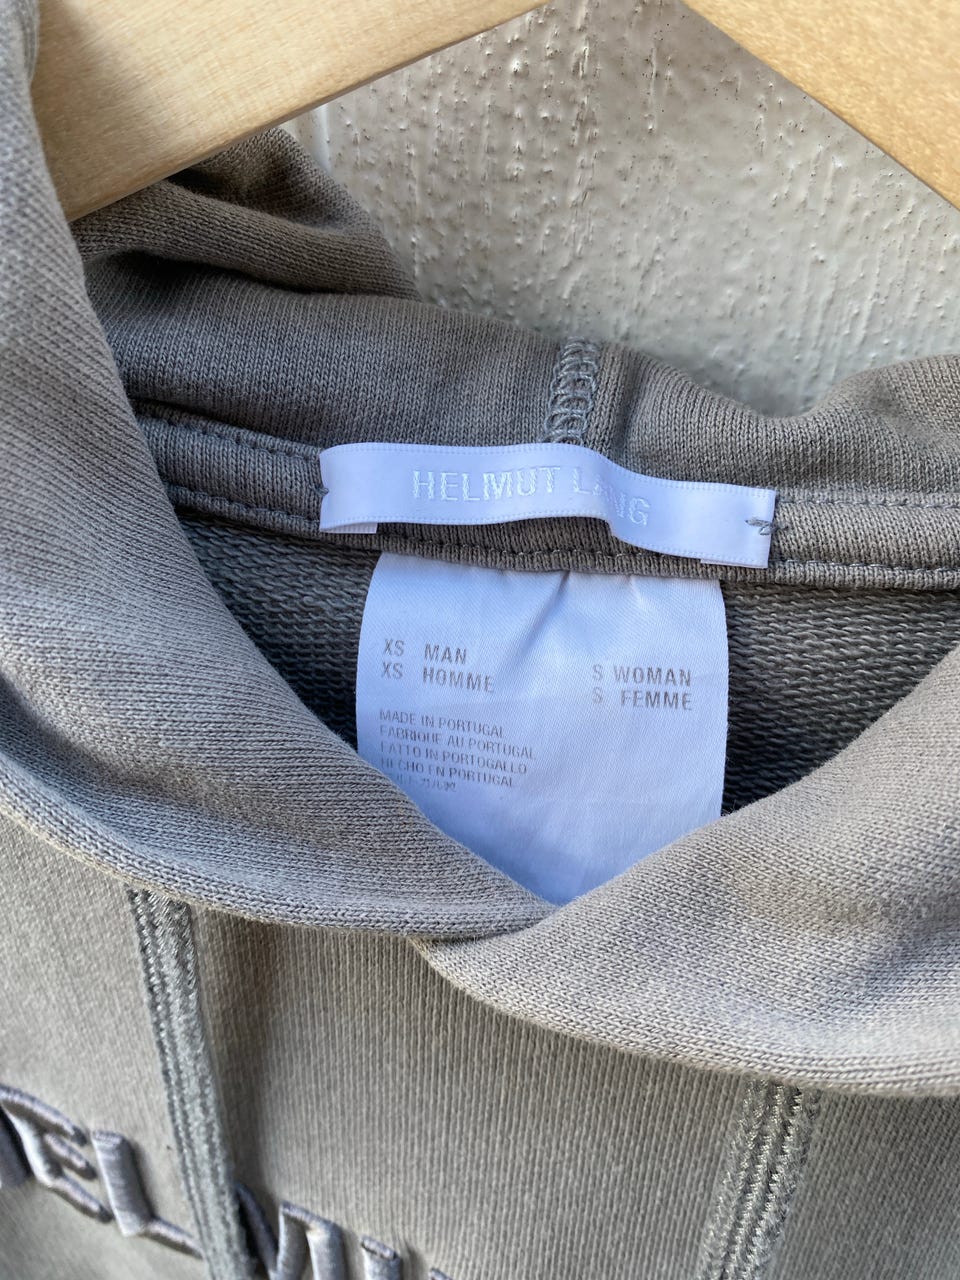 HELMUT LANG
XS MAN
XS HOMME
S WOMAN
S FEMME
MADE IN PORTUGAL
FABRIQUE AU PORTUGAL
FATTO IN PORTOGALLO
HECHO EN PORTUGAL